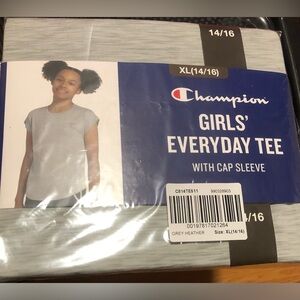 14/16
XL(14/16)
Champion
GIRLS'
EVERYDAY TEE
WITH CAP SLEEVE
00197817021264
GREY HEATHER
Size: XL(14/16)
/16